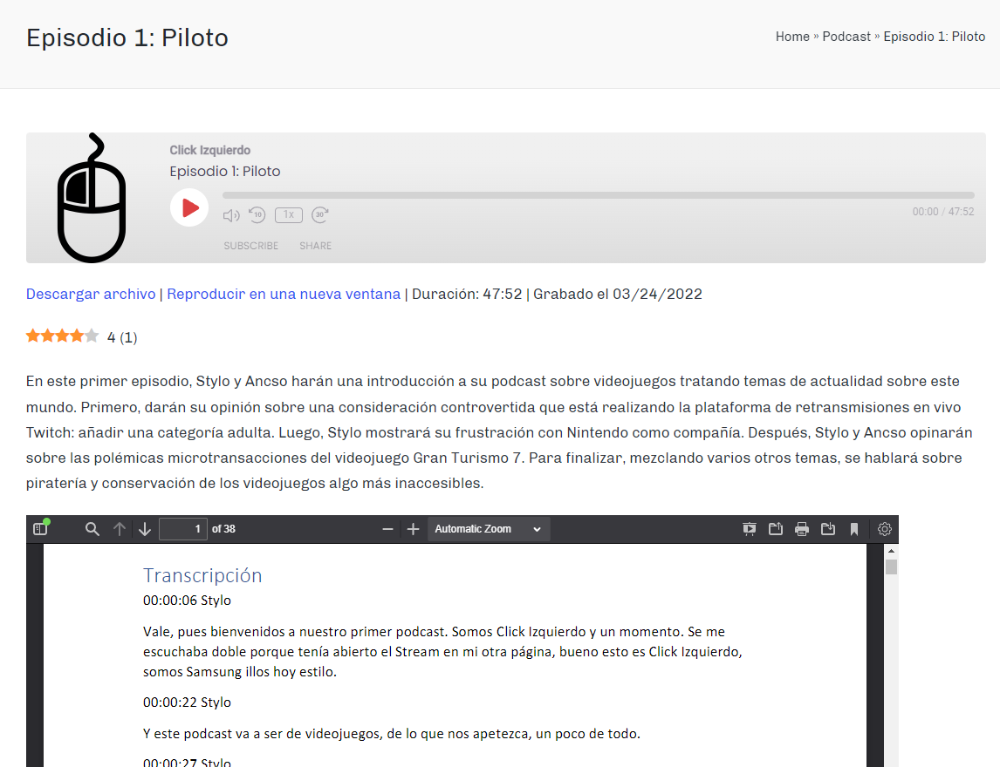 Episodio 1: Piloto
Home » Podcast » Episodio 1: Piloto
Click Izquierdo
Episodio 1: Piloto
10 1x 30
00:00 / 47:52
SUBSCRIBE SHARE
Descargar archivo | Reproducir en una nueva ventana | Duración: 47:52 | Grabado el 03/24/2022
4 (1)
En este primer episodio, Stylo y Ancso harán una introducción a su podcast sobre videojuegos tratando temas de actualidad sobre este
mundo. Primero, darán su opinión sobre una consideración controvertida que está realizando la plataforma de retransmisiones en vivo
Twitch: añadir una categoría adulta. Luego, Stylo mostrará su frustración con Nintendo como compañía. Después, Stylo y Ancso opinarán
sobre las polémicas microtransacciones del videojuego Gran Turismo 7. Para finalizar, mezclando varios otros temas, se hablará sobre
piratería y conservación de los videojuegos algo más inaccesibles.
1 of 38 Automatic Zoom
Transcripción
00:00:06 Stylo
Vale, pues bienvenidos a nuestro primer podcast. Somos Click Izquierdo y un momento. Se me
escuchaba doble porque tenía abierto el Stream en mi otra página, bueno esto es Click Izquierdo,
somos Samsung illos hoy estilo.
00:00:22 Stylo
Y este podcast va a ser de videojuegos, de lo que nos apetezca, un poco de todo.
00:00:27 Stylo